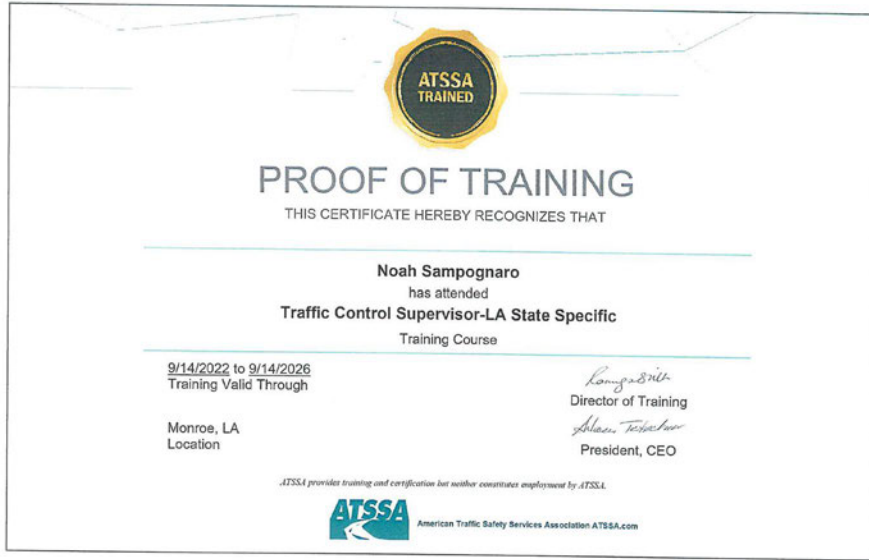 ATSSA
TRAINED
PROOF OF TRAINING
THIS CERTIFICATE HEREBY RECOGNIZES THAT
Noah Sampognaro
has attended
Traffic Control Supervisor-LA State Specific
Training Course
9/14/2022 to 9/14/2026
Training Valid Through
Director of Training
Monroe, LA
Location
President, CEO
ATSSA provides training and certification but neither constitutes employment by ATSSA.
ATSSA
American Traffic Safety Services Association ATSSA.com